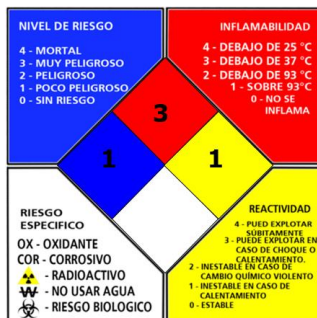 NIVEL DE RIESGO
4 - MORTAL
3 - MUY PELIGROSO
2 - PELIGROSO
1 - POCO PELIGROSO
0 - SIN RIESGO
INFLAMABILIDAD
4 - DEBAJO DE 25 °C
3 - DEBAJO DE 37 °C
2 - DEBAJO DE 93 °C
1 - SOBRE 93°C
0 - NO SE
INFLAMA
3
1
1
RIESGO
ESPECIFICO
OX - OXIDANTE
COR - CORROSIVO
- RADIOACTIVO
W - NO USAR AGUA
- RIESGO BIOLOGICO
REACTIVIDAD
4 - PUED EXPLOTAR
SÚBITAMENTE
3 - PUEDE EXPLOTAR EN
CASO DE CHOQUE O
CALENTAMIENTO.
2 - INESTABLE EN CASO DE
CAMBIO QUÍMICO VIOLENTO
1 - INESTABLE EN CASO DE
CALENTAMIENTO
0 - ESTABLE